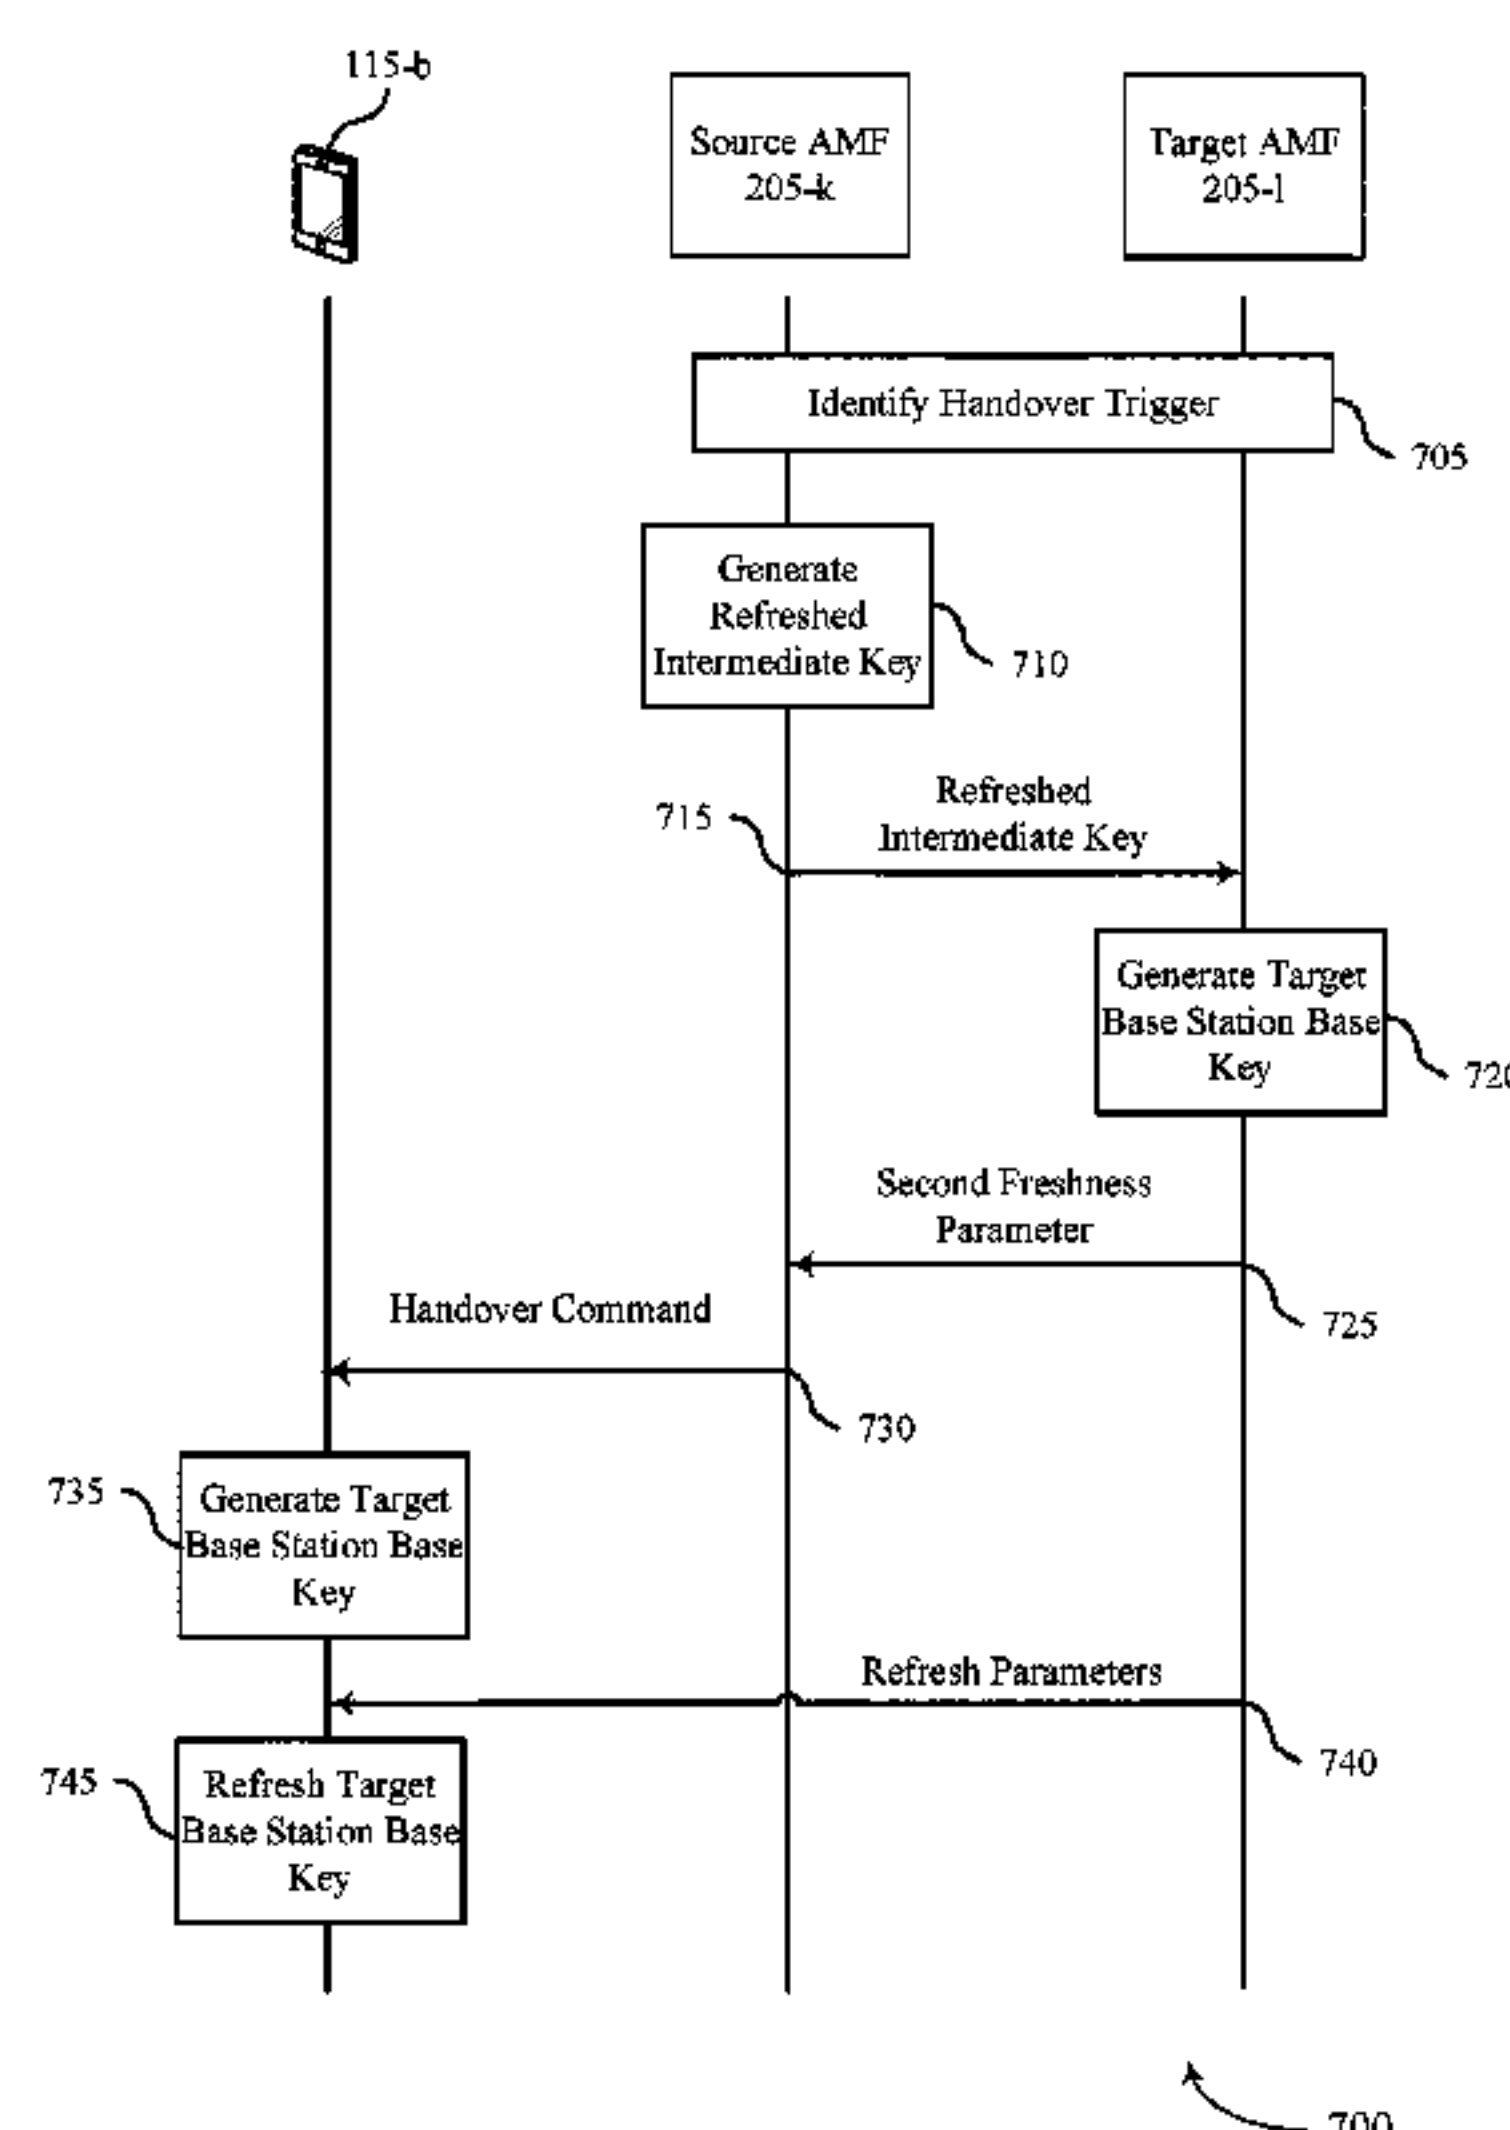 115-b
Source AMF
205-k
Target AMF
205-l
Identify Handover Trigger
705
Generate
Refreshed
Intermediate Key
710
Refreshed
Intermediate Key
715
Generate Target
Base Station Base
Key
720
Second Freshness
Parameter
725
Handover Command
730
735
Generate Target
Base Station Base
Key
Refresh Parameters
740
745
Refresh Target
Base Station Base
Key
700